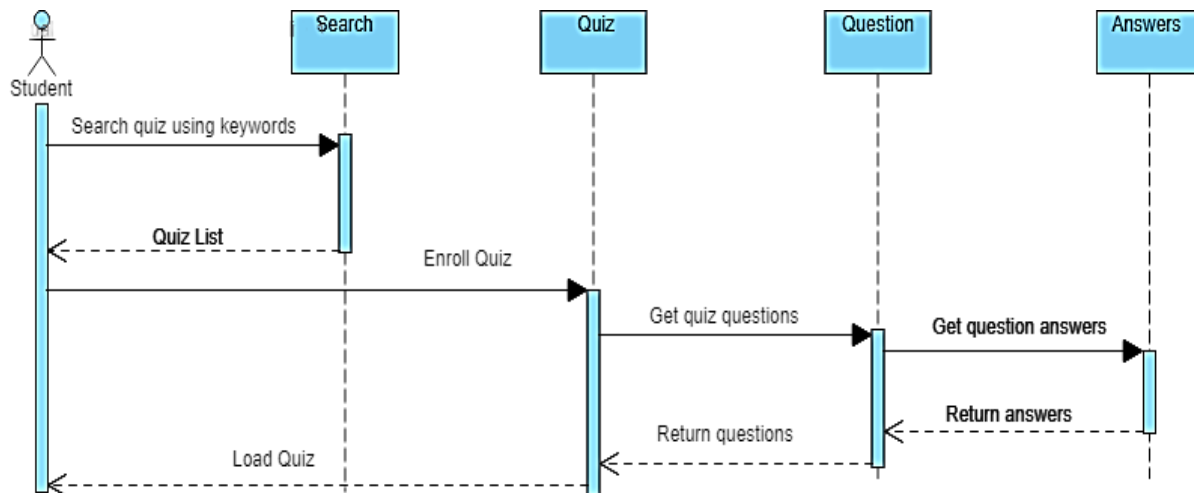 Search
Quiz
Question
Answers
Student
Search quiz using keywords
Quiz List
Enroll Quiz
Get quiz questions
Get question answers
Return answers
Return questions
Load Quiz